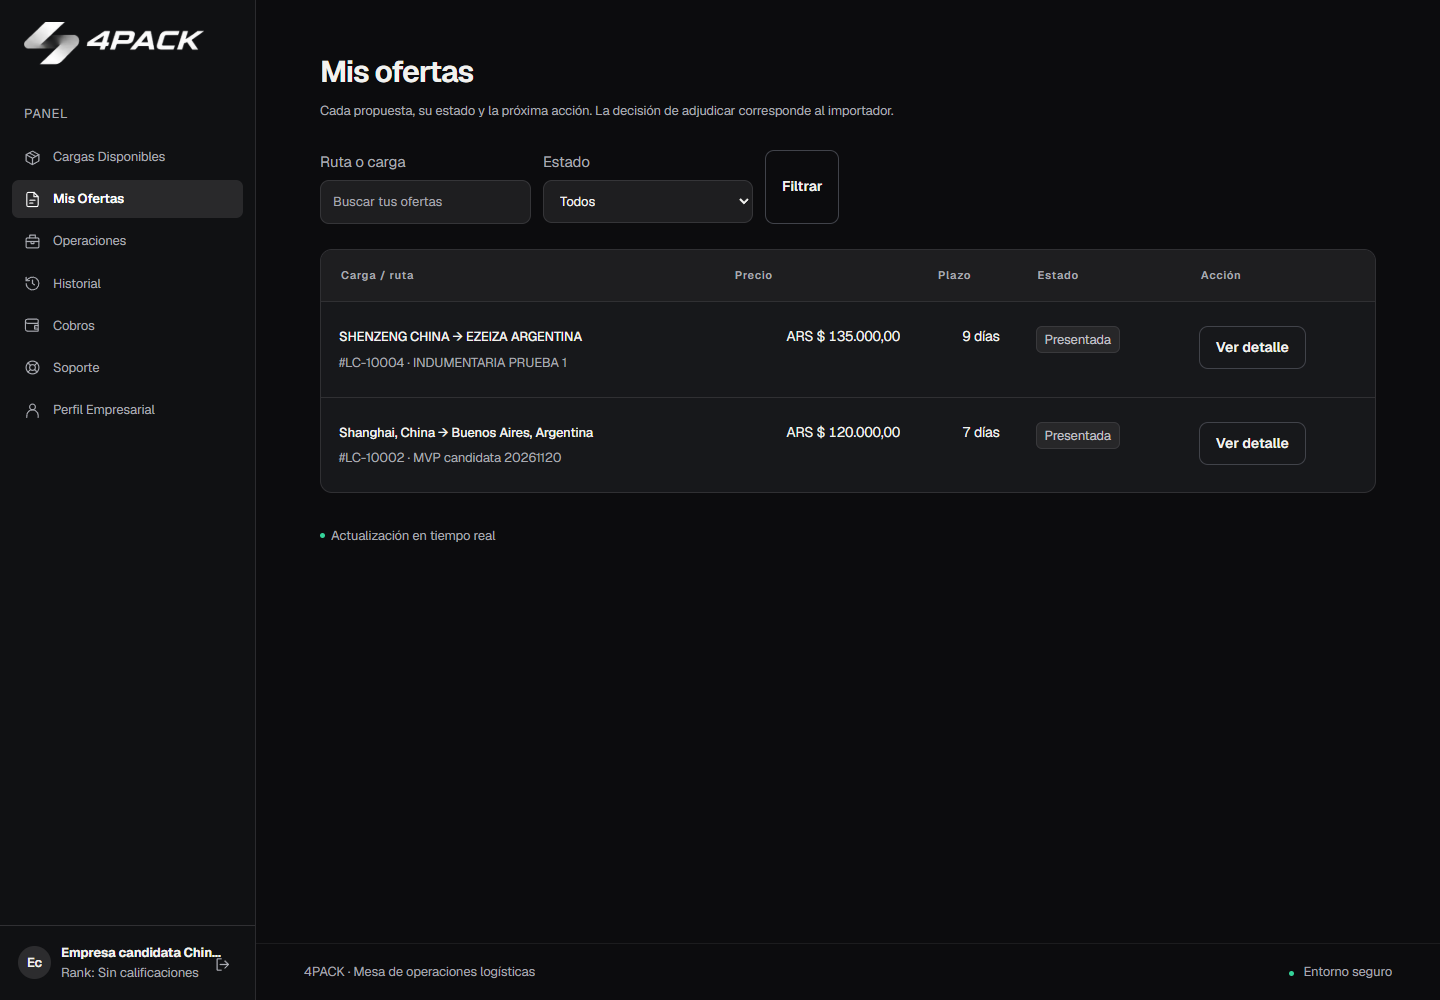 4PACK
PANEL
Cargas Disponibles
Mis Ofertas
Operaciones
Historial
Cobros
Soporte
Perfil Empresarial
Ec
Empresa candidata Chin...
Rank: Sin calificaciones
Mis ofertas
Cada propuesta, su estado y la próxima acción. La decisión de adjudicar corresponde al importador.
Ruta o carga
Estado
Buscar tus ofertas
Todos
Filtrar
Carga / ruta Precio Plazo Estado Acción
SHENZENG CHINA → EZEIZA ARGENTINA ARS $ 135.000,00 9 días Presentada Ver detalle
#LC-10004 · INDUMENTARIA PRUEBA 1
Shanghai, China → Buenos Aires, Argentina ARS $ 120.000,00 7 días Presentada Ver detalle
#LC-10002 · MVP candidata 20261120
Actualización en tiempo real
4PACK · Mesa de operaciones logísticas
Entorno seguro